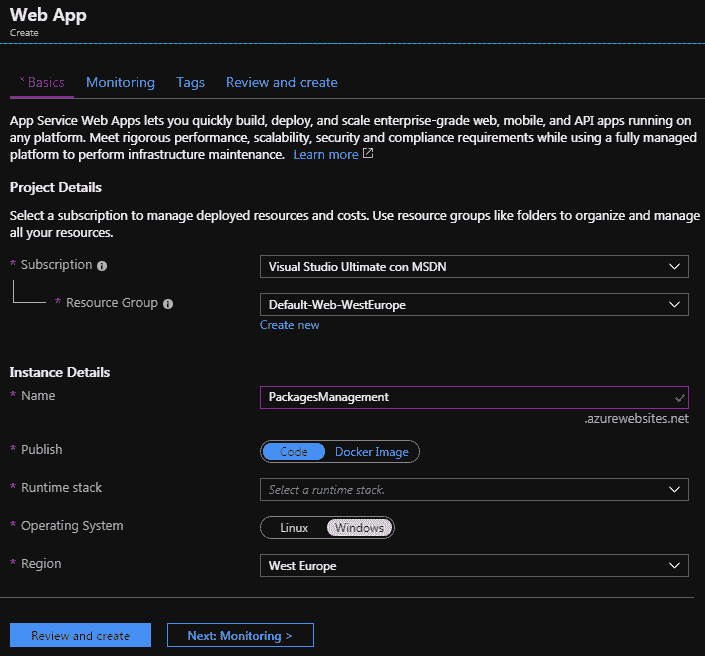 Web App
Create
* Basics Monitoring Tags Review and create
App Service Web Apps lets you quickly build, deploy, and scale enterprise-grade web, mobile, and API apps running on
any platform. Meet rigorous performance, scalability, security and compliance requirements while using a fully managed
platform to perform infrastructure maintenance. Learn more
Project Details
Select a subscription to manage deployed resources and costs. Use resource groups like folders to organize and manage
all your resources.
* Subscription Visual Studio Ultimate con MSDN
* Resource Group Default-Web-WestEurope
Create new
Instance Details
* Name PackagesManagement
.azurewebsites.net
* Publish Code Docker Image
* Runtime stack Select a runtime stack.
* Operating System Linux Windows
* Region West Europe
Review and create Next: Monitoring >